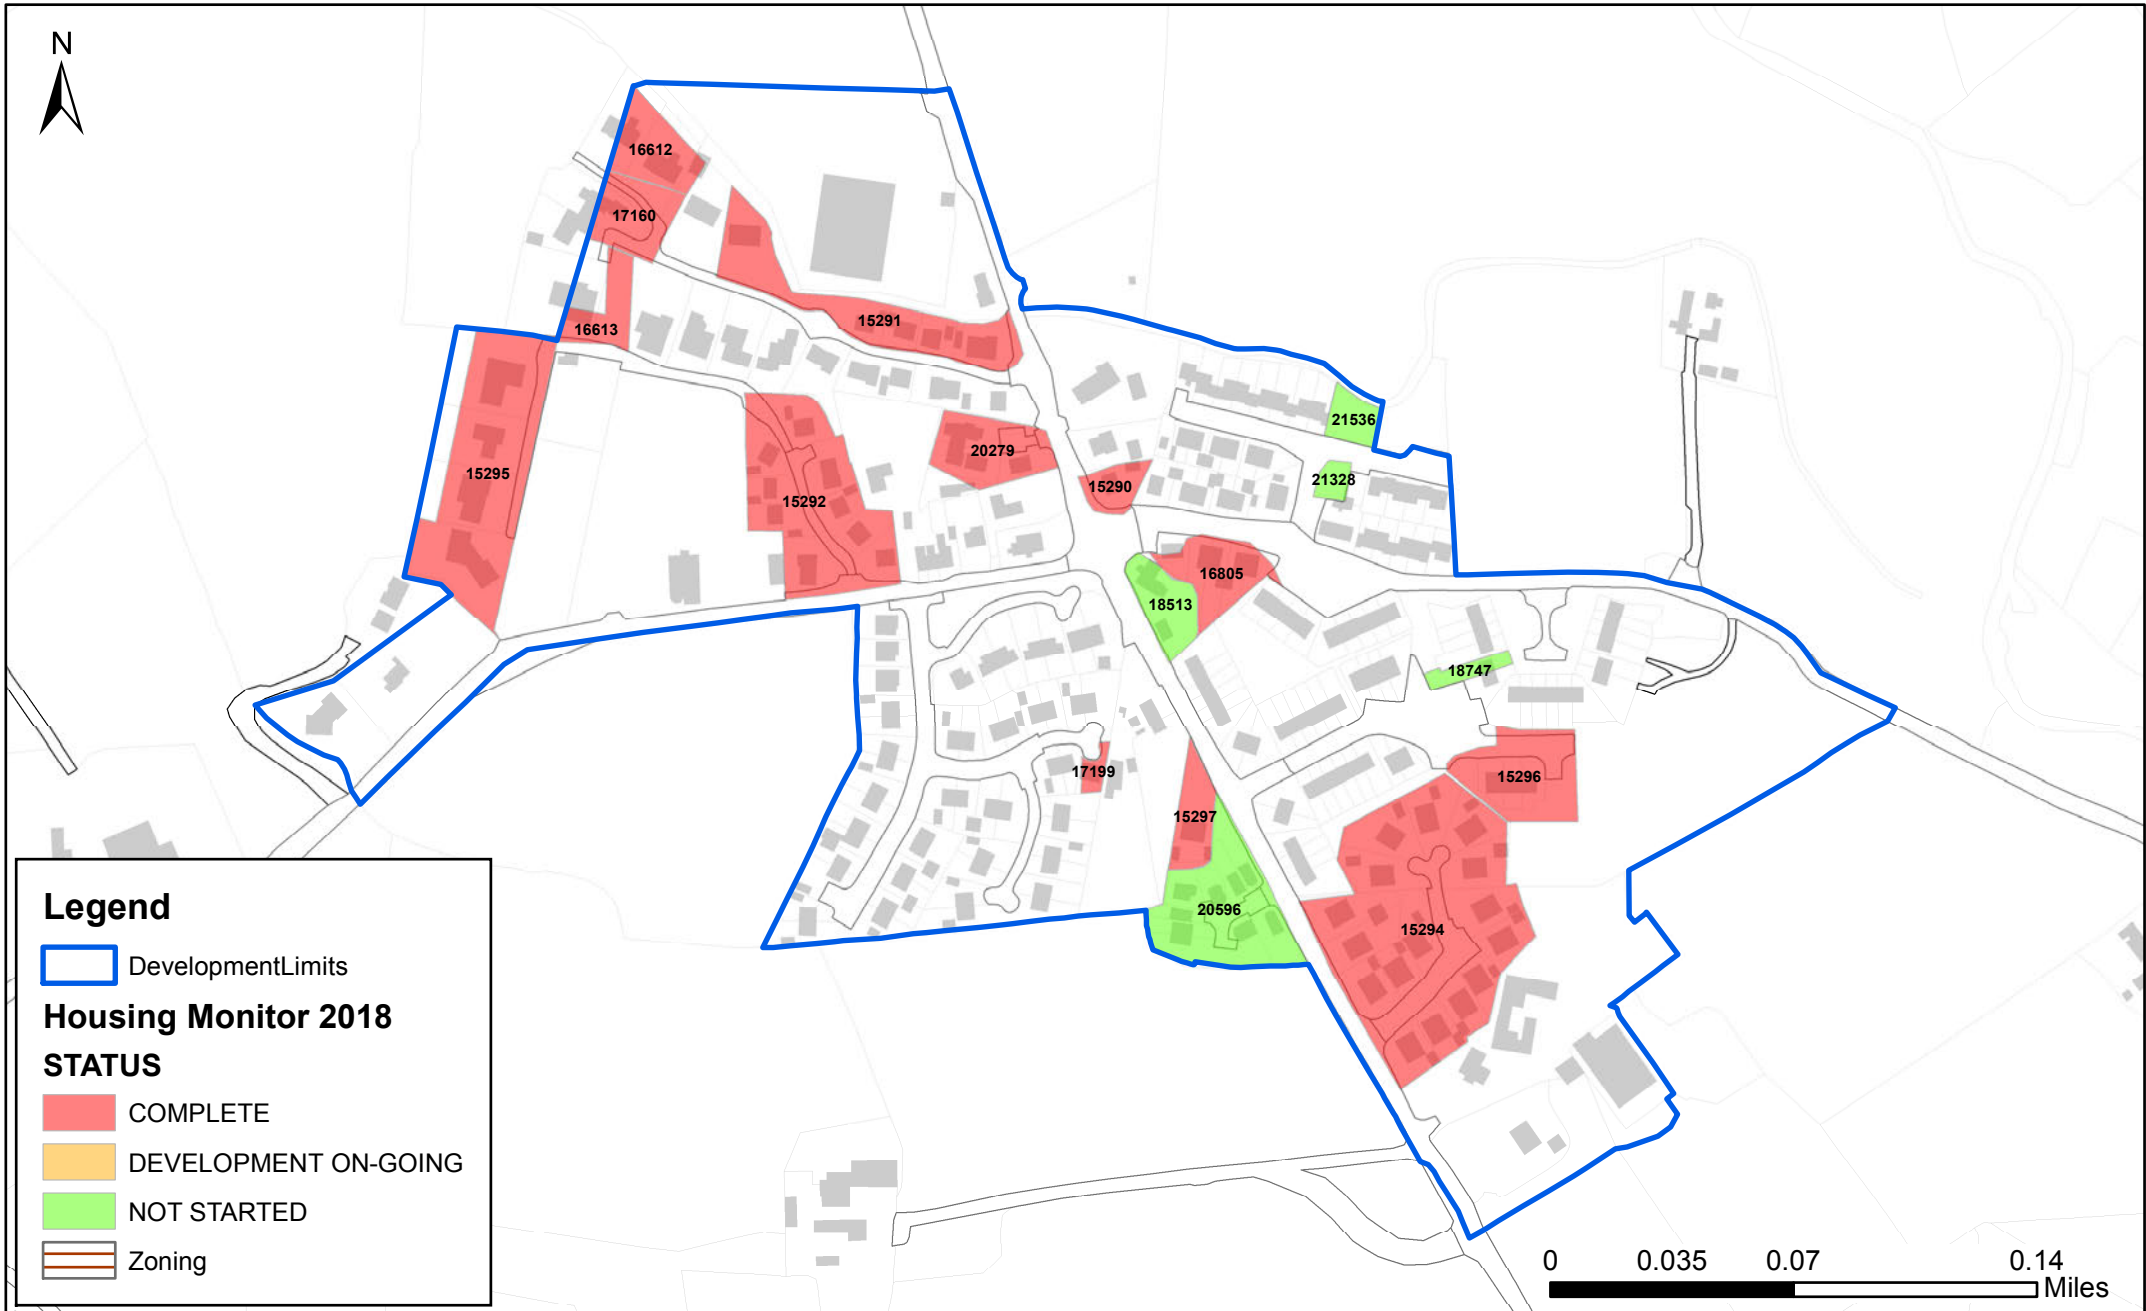 N
16612
17160
16613
15291
15295
15292
20279
15290
21536
21328
16805
18513
18747
17199
15297
15296
20596
15294
Legend
DevelopmentLimits
Housing Monitor 2018
STATUS
COMPLETE
DEVELOPMENT ON-GOING
NOT STARTED
Zoning
0 0.035 0.07 0.14
Miles